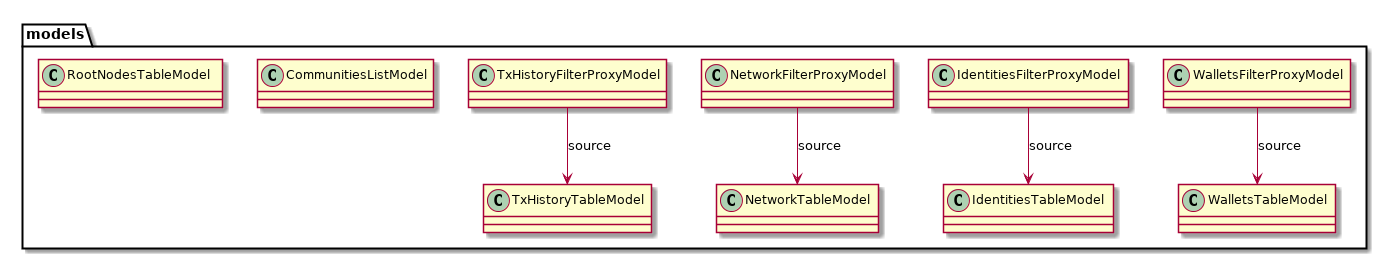 models
C RootNodesTableModel
C CommunitiesListModel
C TxHistoryFilterProxyModel
C NetworkFilterProxyModel
C IdentitiesFilterProxyModel
C WalletsFilterProxyModel
source
source
source
source
C TxHistoryTableModel
C NetworkTableModel
C IdentitiesTableModel
C WalletsTableModel